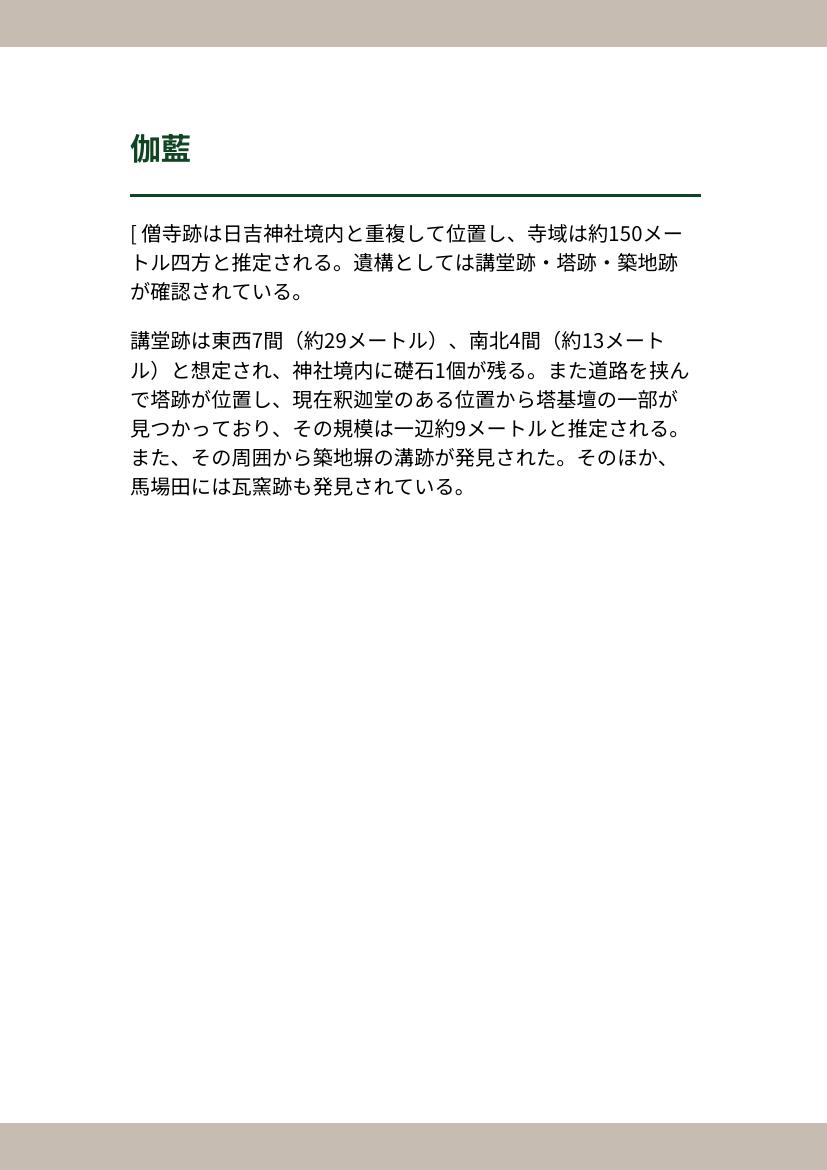 伽藍
[ 僧寺跡は日吉神社境内と重複して位置し、寺域は約150メー
トル四方と推定される。遺構としては講堂跡・塔跡・築地跡
が確認されている。
講堂跡は東西7間（約29メートル）、南北4間（約13メート
ル）と想定され、神社境内に礎石1個が残る。また道路を挟ん
で塔跡が位置し、現在釈迦堂のある位置から塔基壇の一部が
見つかっており、その規模は一辺約9メートルと推定される。
また、その周囲から築地塀の溝跡が発見された。そのほか、
馬場田には瓦窯跡も発見されている。